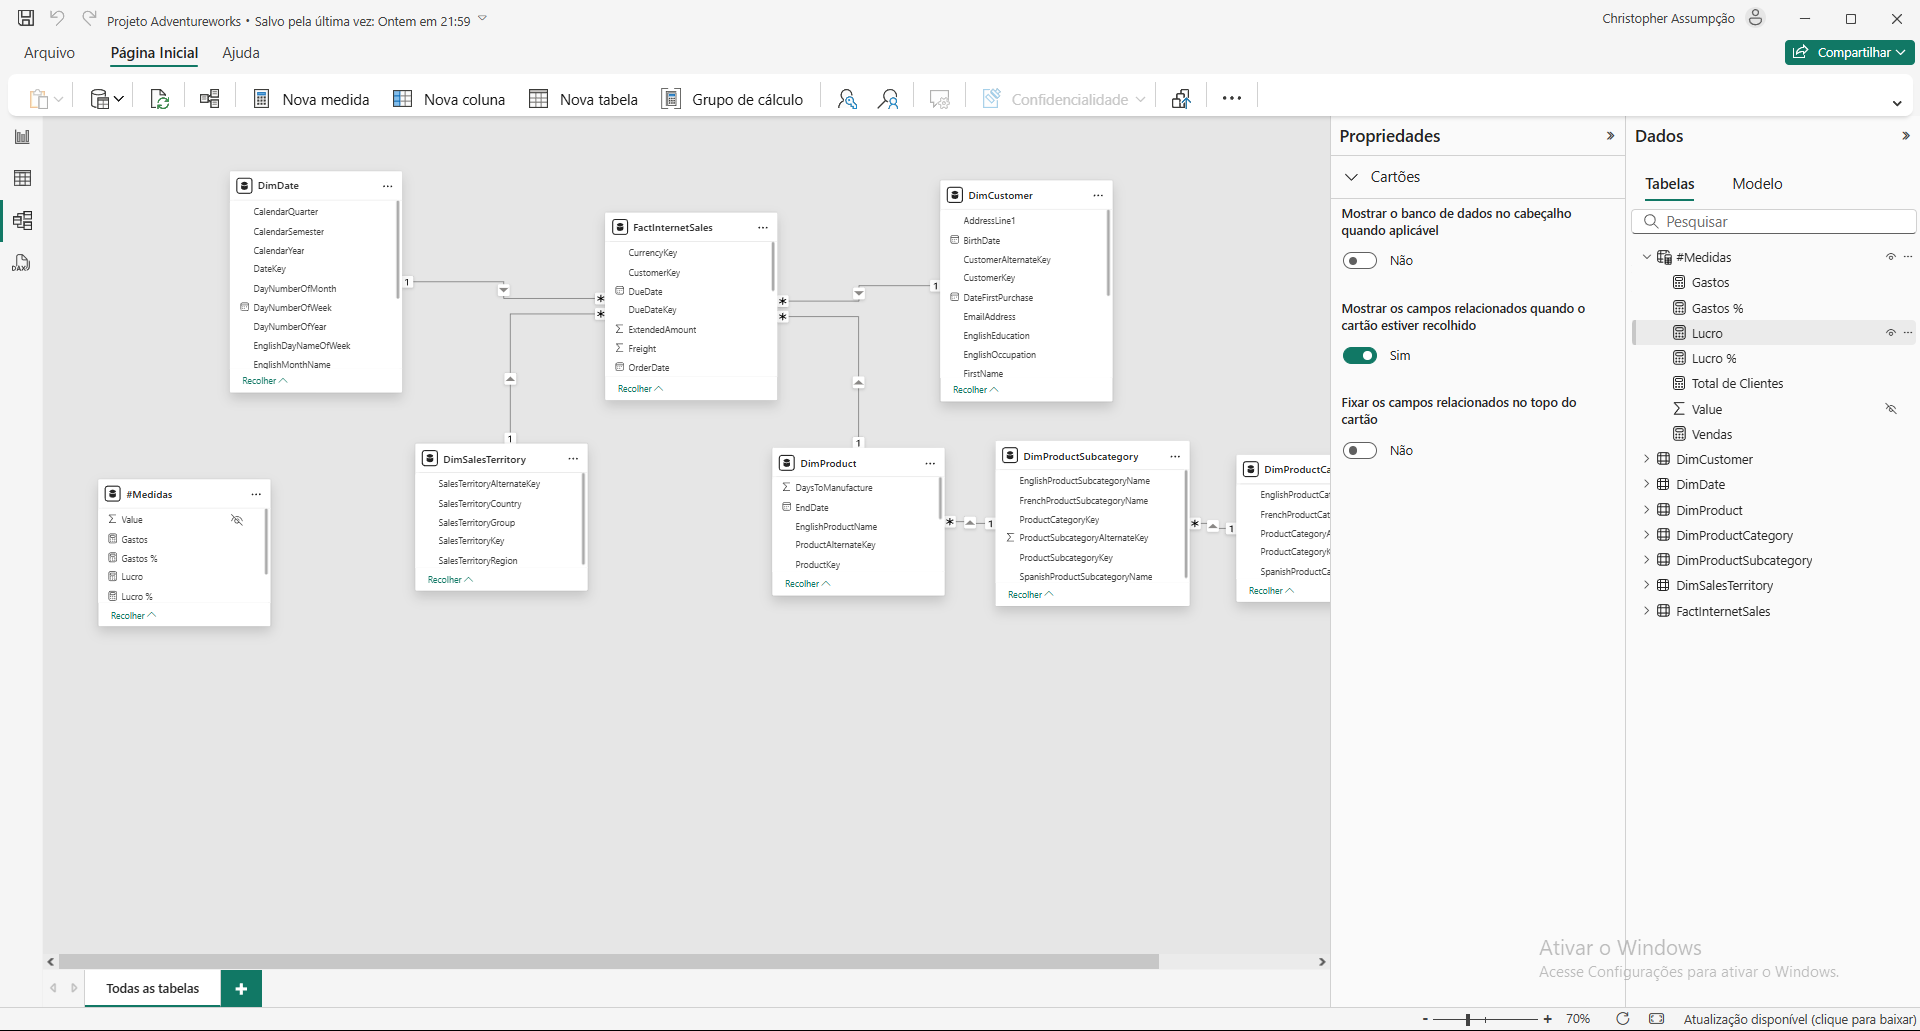 Projeto Adventureworks • Salvo pela última vez: Ontem em 21:59
Christopher Assumpção
Arquivo
Página Inicial
Ajuda
Compartilhar
Nova medida
Nova coluna
Nova tabela
Grupo de cálculo
Confidencialidade
DimDate
CalendarQuarter
CalendarSemester
CalendarYear
DateKey
DayNumberOfMonth
DayNumberOfWeek
DayNumberOfYear
EnglishDayNameOfWeek
EnglishMonthName
Recolher
FactInternetSales
CurrencyKey
CustomerKey
DueDate
DueDateKey
ExtendedAmount
Freight
OrderDate
Recolher
DimCustomer
AddressLine1
BirthDate
CustomerAlternateKey
CustomerKey
DateFirstPurchase
EmailAddress
EnglishEducation
EnglishOccupation
FirstName
Recolher
1
*
*
*
*
1
1
1
#Medidas
Value
Gastos
Gastos %
Lucro
Lucro %
Recolher
DimSalesTerritory
SalesTerritoryAlternateKey
SalesTerritoryCountry
SalesTerritoryGroup
SalesTerritoryKey
SalesTerritoryRegion
Recolher
DimProduct
DaysToManufacture
EndDate
EnglishProductName
ProductAlternateKey
ProductKey
Recolher
* 1
DimProductSubcategory
EnglishProductSubcategoryName
FrenchProductSubcategoryName
ProductCategoryKey
ProductSubcategoryAlternateKey
ProductSubcategoryKey
SpanishProductSubcategoryName
Recolher
* 1
DimProductCa
EnglishProductCat
FrenchProductCat
ProductCategoryA
ProductCategoryK
SpanishProductCa
Recolher
Todas as tabelas
Propriedades
Cartões
Mostrar o banco de dados no cabeçalho
quando aplicável
Não
Mostrar os campos relacionados quando o
cartão estiver recolhido
Sim
Fixar os campos relacionados no topo do
cartão
Não
Dados
Tabelas
Modelo
Pesquisar
#Medidas
Gastos
Gastos %
Lucro
Lucro %
Total de Clientes
Value
Vendas
DimCustomer
DimDate
DimProduct
DimProductCategory
DimProductSubcategory
DimSalesTerritory
FactInternetSales
Ativar o Windows
Acesse Configurações para ativar o Windows.
- + 70%
Atualização disponível (clique para baixar)